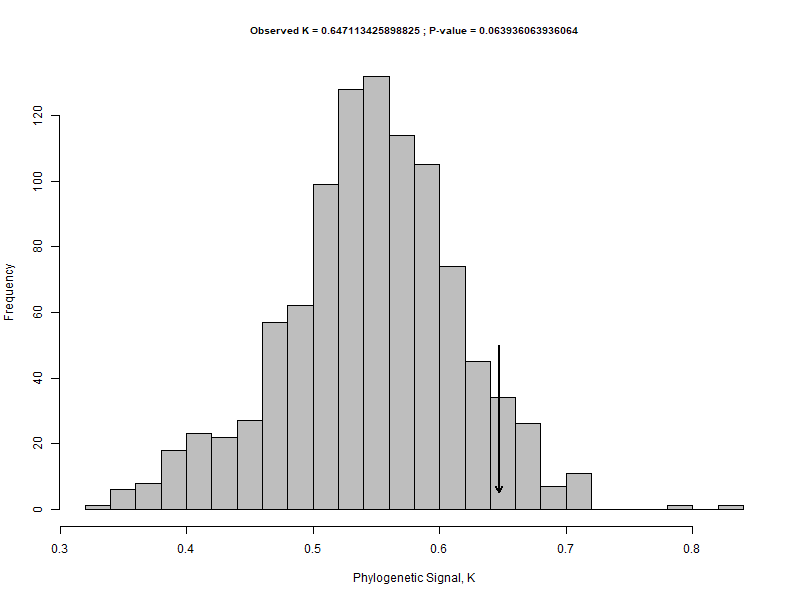 Observed K = 0.647113425898825 ; P-value = 0.063936063936064
Frequency
120
100
80
60
40
20
0
0.3 0.4 0.5 0.6 0.7 0.8
Phylogenetic Signal, K